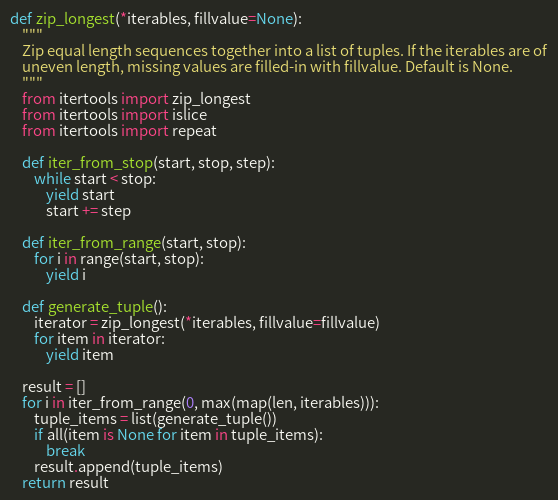 def zip_longest(*iterables, fillvalue=None):
    """
    Zip equal length sequences together into a list of tuples. If the iterables are of
    uneven length, missing values are filled-in with fillvalue. Default is None.
    """
    from itertools import zip_longest
    from itertools import islice
    from itertools import repeat

    def iter_from_stop(start, stop, step):
        while start < stop:
            yield start
            start += step

    def iter_from_range(start, stop):
        for i in range(start, stop):
            yield i

    def generate_tuple():
        iterator = zip_longest(*iterables, fillvalue=fillvalue)
        for item in iterator:
            yield item

    result = []
    for i in iter_from_range(0, max(map(len, iterables))):
        tuple_items = list(generate_tuple())
        if all(item is None for item in tuple_items):
            break
        result.append(tuple_items)
    return result